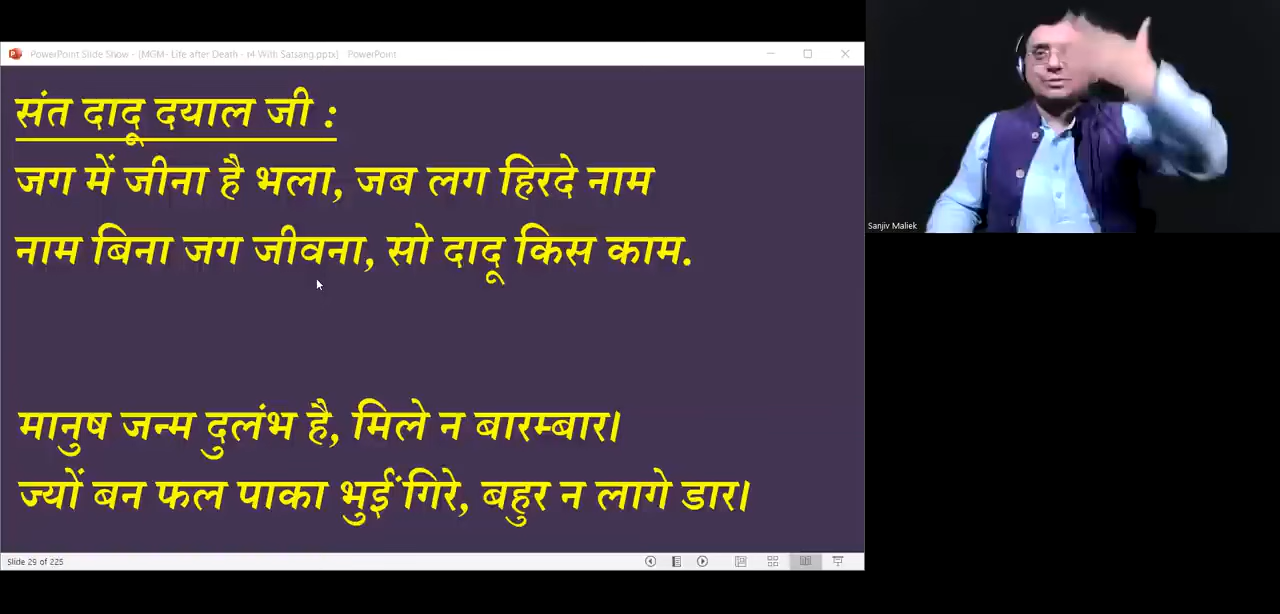 PowerPoint Slide Show - [MGM- Life after Death - r4 With Satsang.pptx] - PowerPoint
संत दादू दयाल जी :
जग में जीना है भला, जब लग हिरदे नाम
नाम बिना जग जीवना, सो दादू किस काम.
मानुष जन्म दुलंभ है, मिले न बारम्बार।
ज्यों बन फल पाका भुईं गिरे, बहुर न लागे डार।
Slide 29 of 225
Sanjiv Maliek